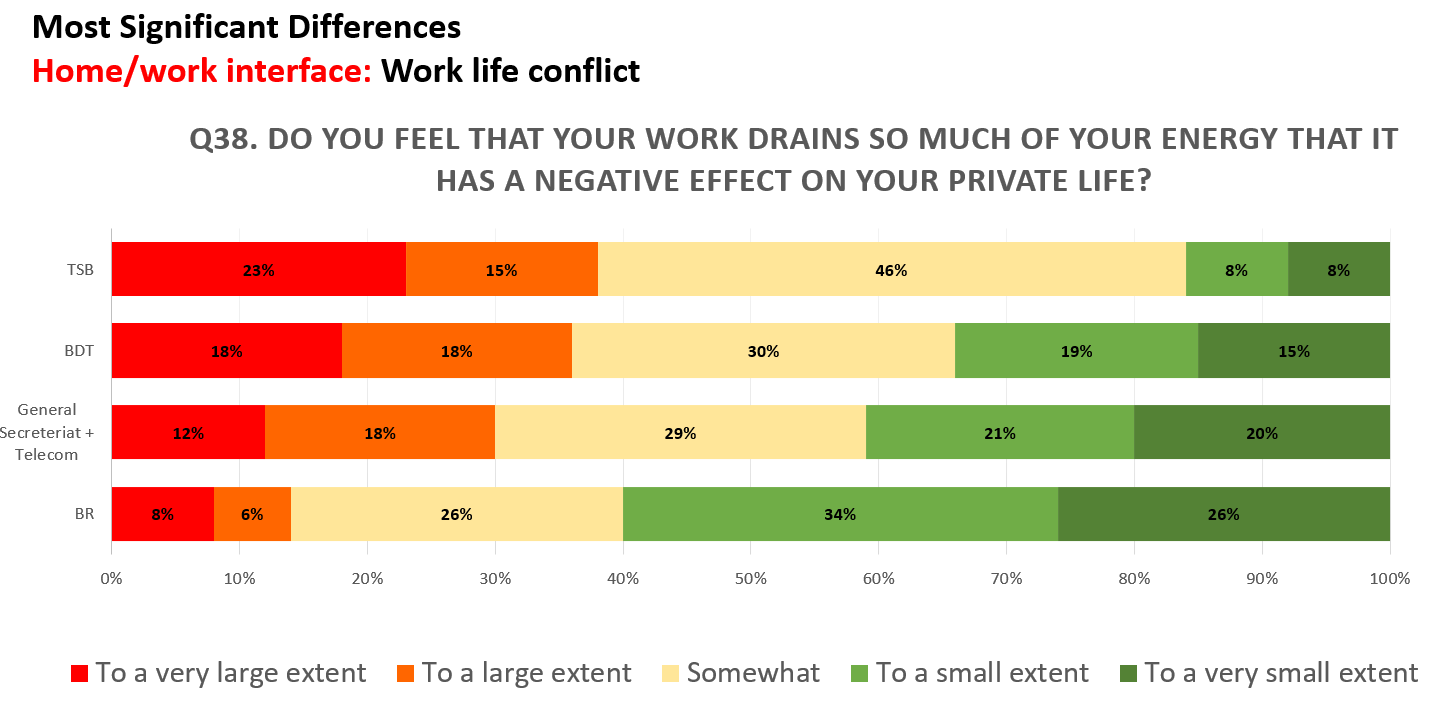 Most Significant Differences
Home/work interface: Work life conflict
Q38. DO YOU FEEL THAT YOUR WORK DRAINS SO MUCH OF YOUR ENERGY THAT IT
HAS A NEGATIVE EFFECT ON YOUR PRIVATE LIFE?
TSB 23% 15% 46% 8% 8%
BDT 18% 18% 30% 19% 15%
General
Secreteriat +
Telecom
12% 18% 29% 21% 20%
BR 8% 6% 26% 34% 26%
0% 10% 20% 30% 40% 50% 60% 70% 80% 90% 100%
To a very large extent To a large extent Somewhat To a small extent To a very small extent